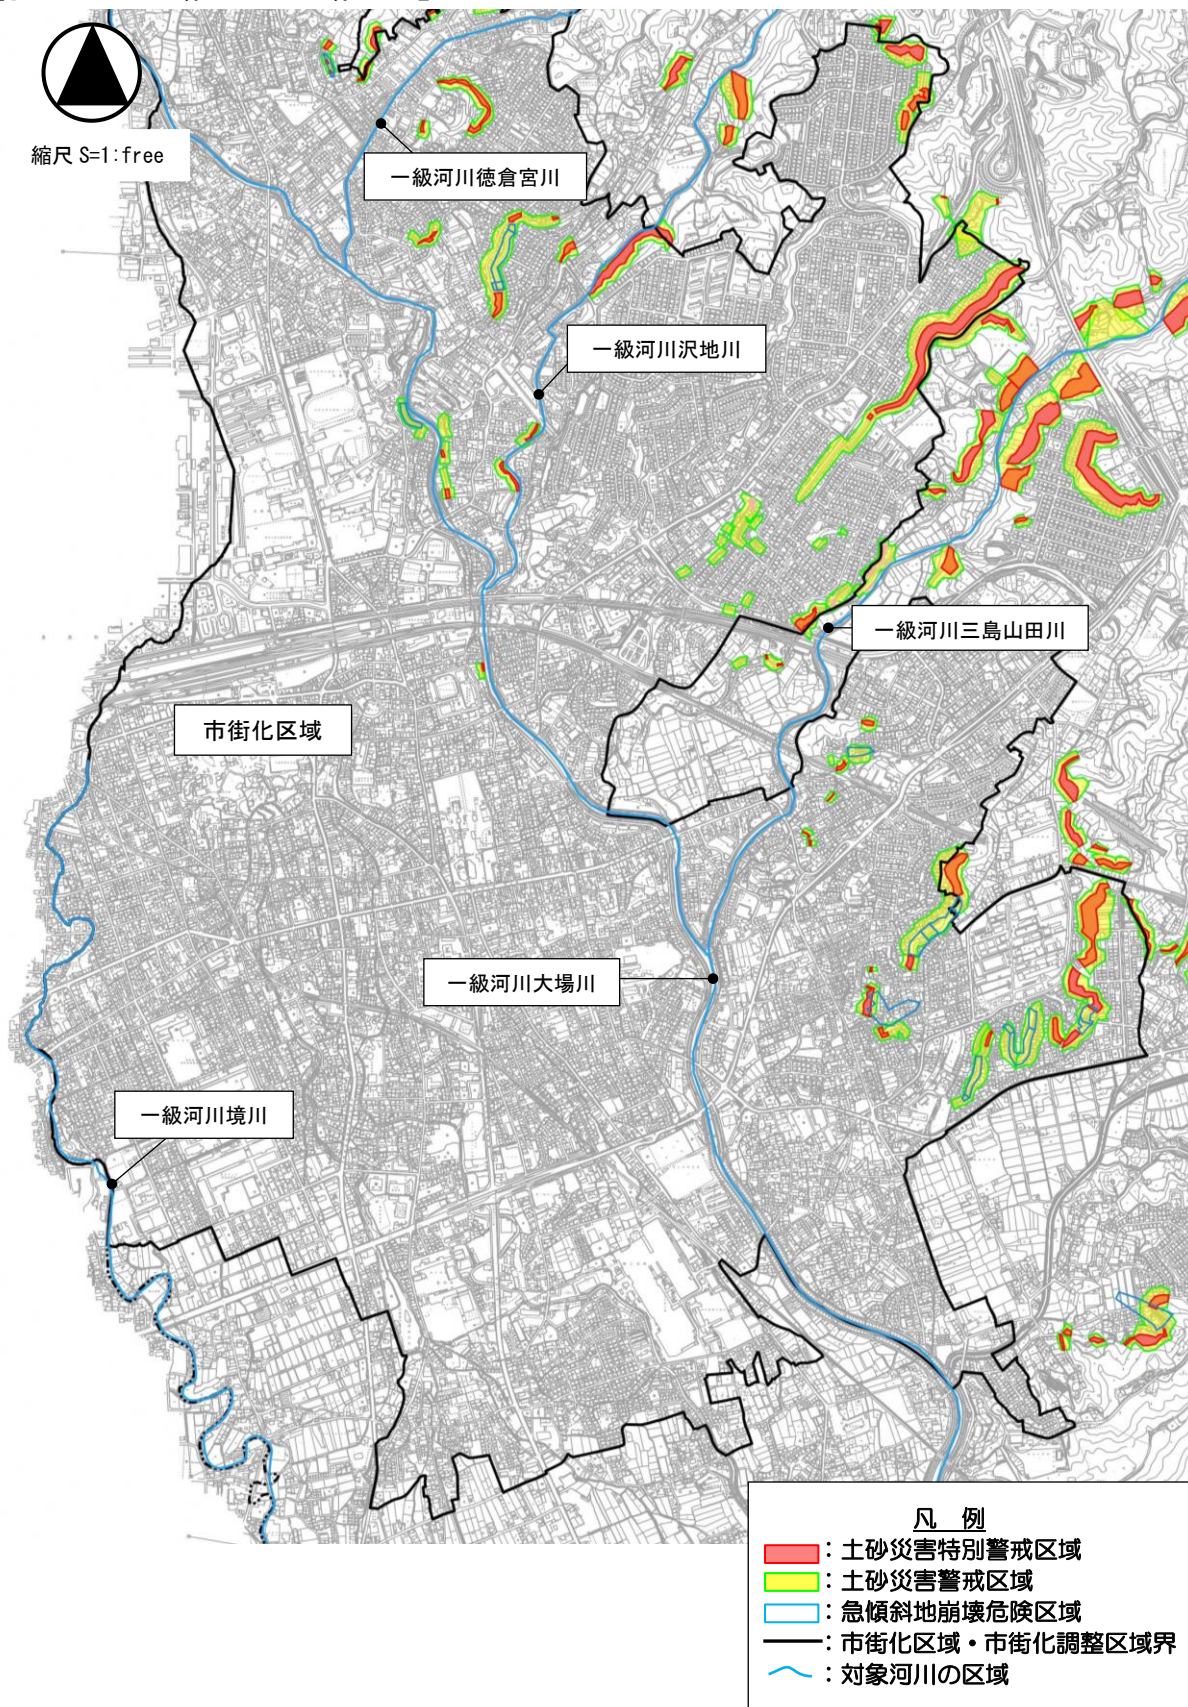 縮尺 S=1:free
一級河川徳倉宮川
一級河川沢地川
一級河川三島山田川
市街化区域
一級河川大場川
一級河川境川
凡 例
：土砂災害特別警戒区域
：土砂災害警戒区域
：急傾斜地崩壊危険区域
：市街化区域・市街化調整区域界
：対象河川の区域